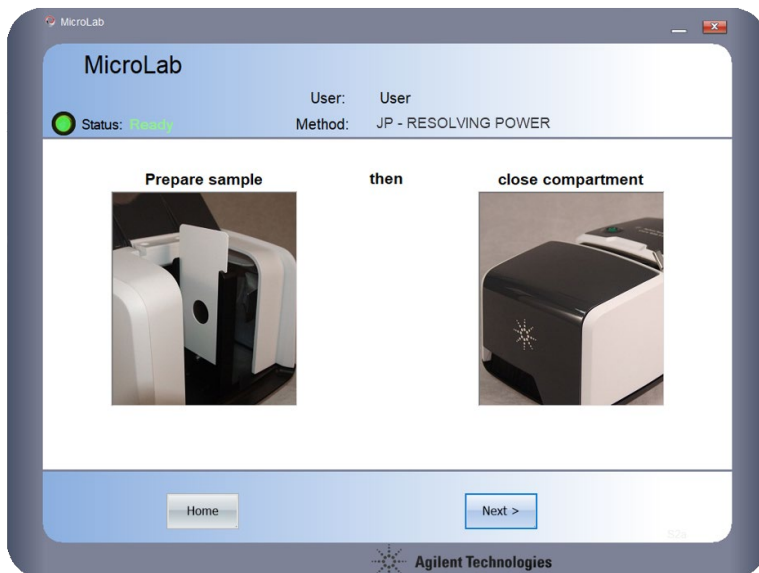 MicroLab
MicroLab
User: User
Status: Ready
Method: JP - RESOLVING POWER
Prepare sample then close compartment
Home
Next >
Agilent Technologies